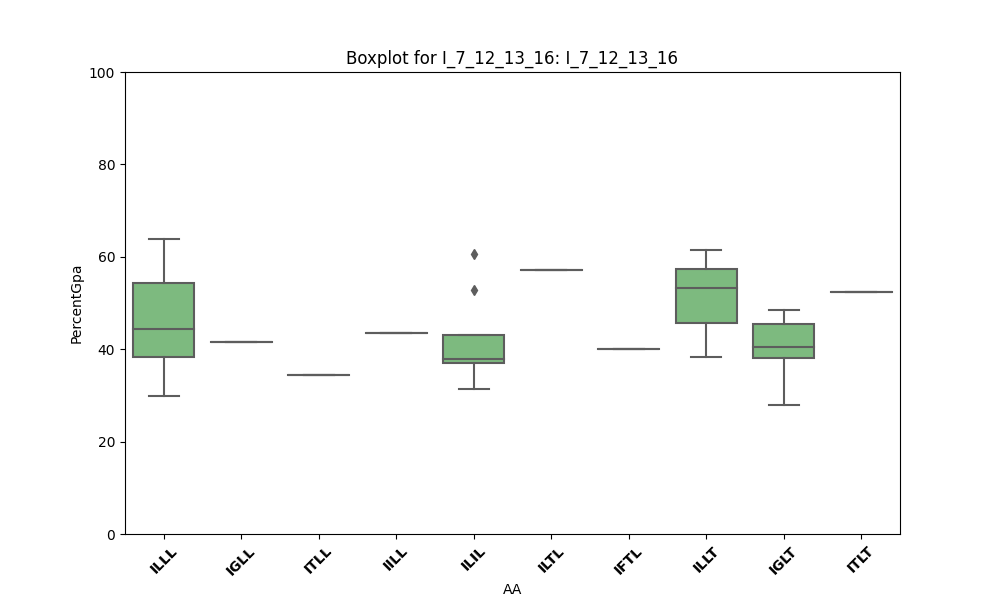 Boxplot for I_7_12_13_16: I_7_12_13_16
PercentGpa
100
80
60
40
20
0
ILLL
IGLL
ITLL
IILL
ILIL
ILTL
IFTL
ILLT
IGLT
ITLT
AA